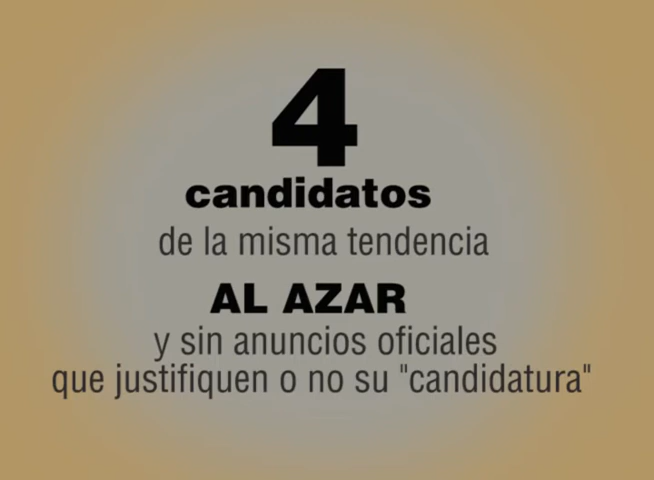 4
candidatos
de la misma tendencia
AL AZAR
y sin anuncios oficiales
que justifiquen o no su "candidatura"